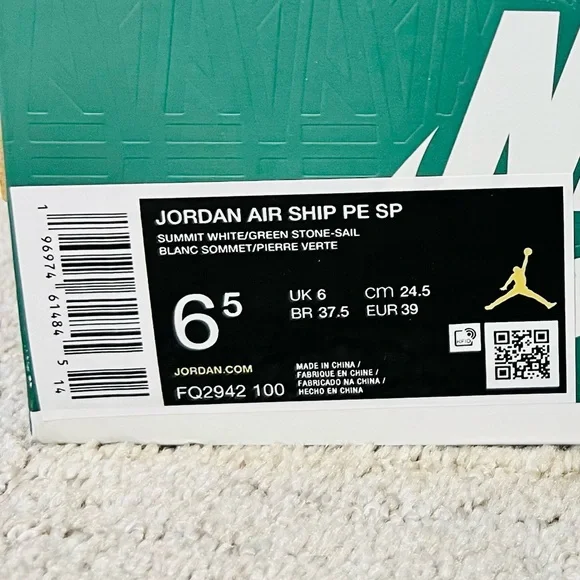 JORDAN AIR SHIP PE SP
SUMMIT WHITE/GREEN STONE-SAIL
BLANC SOMMET/PIERRE VERTE
6⁵
UK 6 CM 24.5
BR 37.5 EUR 39
JORDAN.COM
FQ2942 100
MADE IN CHINA /
FABRIQUE EN CHINE /
FABRICADO NA CHINA /
HECHO EN CHINA
1 96974 61484 5 14